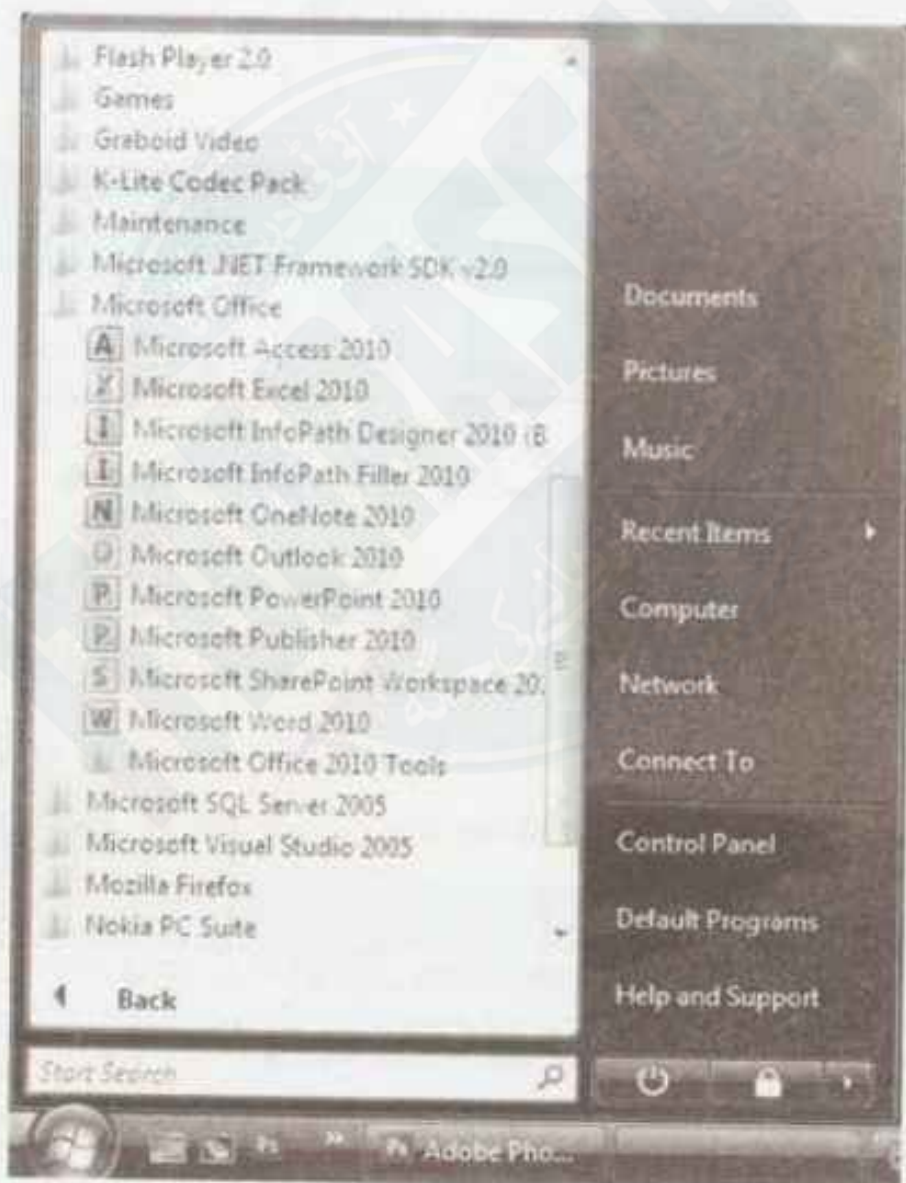 Flash Player 2.0
Games
Graboid Video
K-Lite Codec Pack
Maintenance
Microsoft .NET Framework SDK v2.0
Microsoft Office
Microsoft Access 2010
Microsoft Excel 2010
Microsoft InfoPath Designer 2010 (B
Microsoft InfoPath Filler 2010
Microsoft OneNote 2010
Microsoft Outlook 2010
Microsoft PowerPoint 2010
Microsoft Publisher 2010
Microsoft SharePoint Workspace 20
Microsoft Word 2010
Microsoft Office 2010 Tools
Microsoft SQL Server 2005
Microsoft Visual Studio 2005
Mozilla Firefox
Nokia PC Suite
Back
Start Search
Documents
Pictures
Music
Recent Items
Computer
Network
Connect To
Control Panel
Default Programs
Help and Support
Adobe Pho...